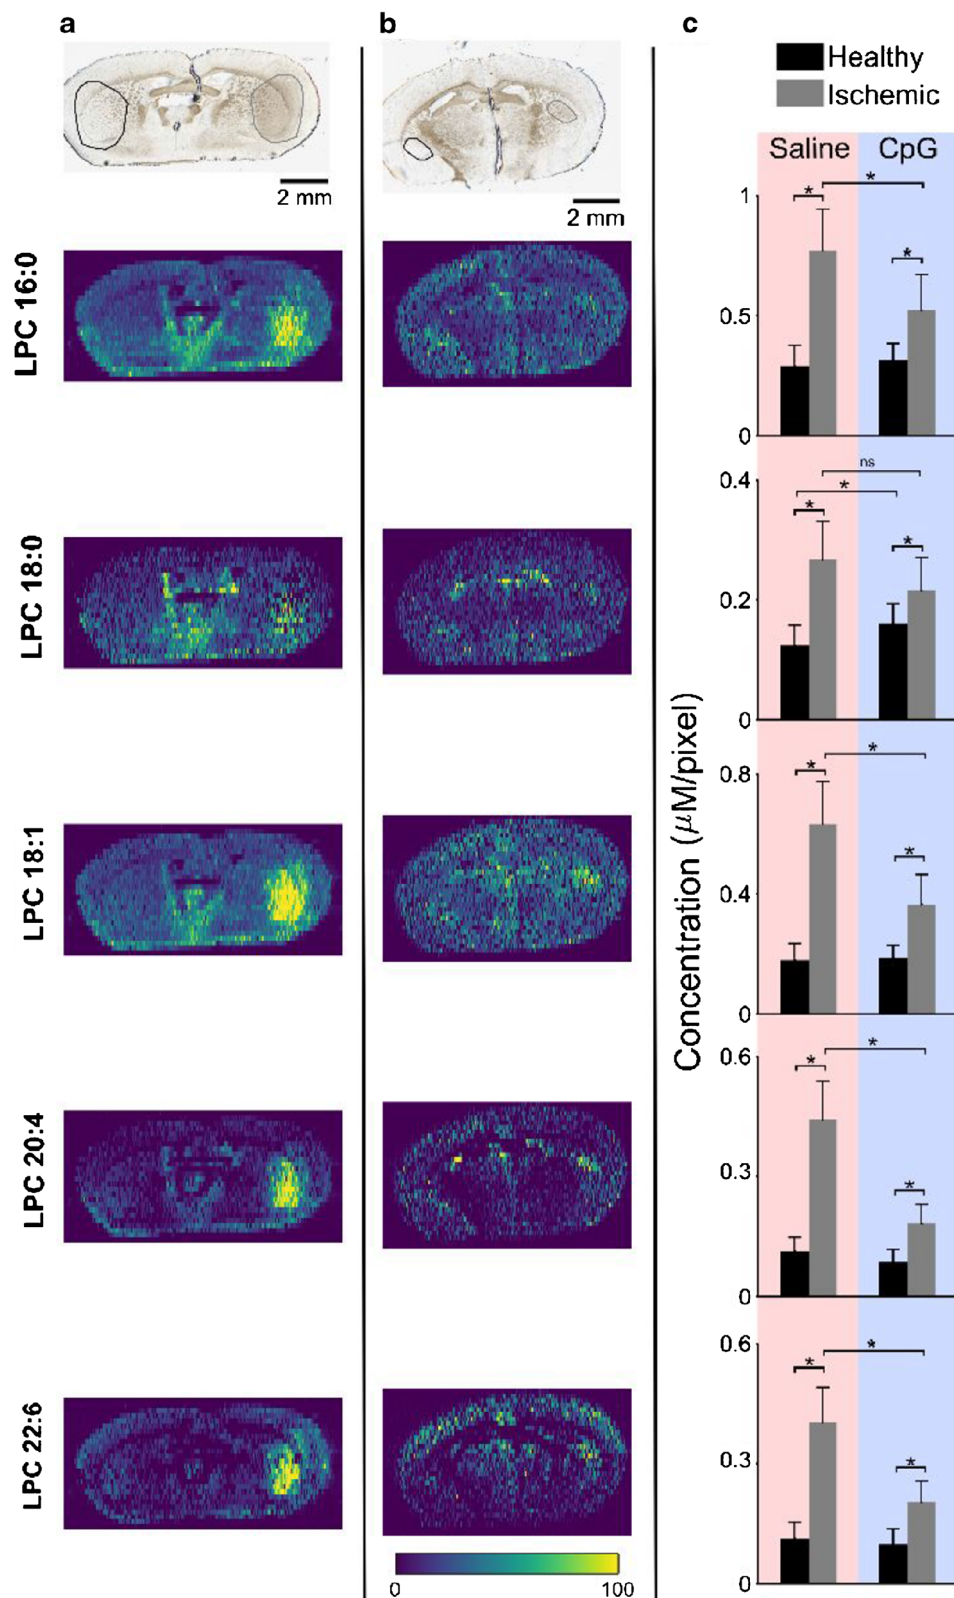 a
b
c
Healthy
Ischemic
Saline
CpG
2 mm
2 mm
LPC 16:0
1
0.5
0
*
*
*
LPC 18:0
0.4
0.2
0
ns
*
*
*
Concentration (μM/pixel)
LPC 18:1
0.8
0.4
0
*
*
*
LPC 20:4
0.6
0.3
0
*
*
*
LPC 22:6
0.6
0.3
0
*
*
*
0
100